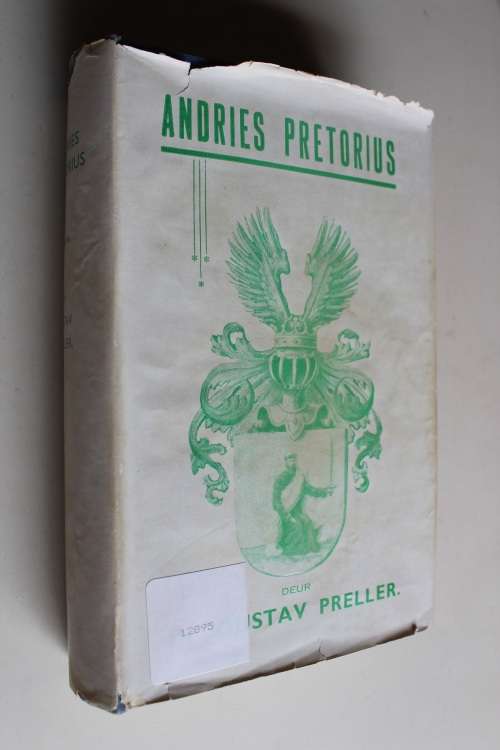 ANDRIES PRETORIUS
DEUR
USTAV PRELLER.
12895